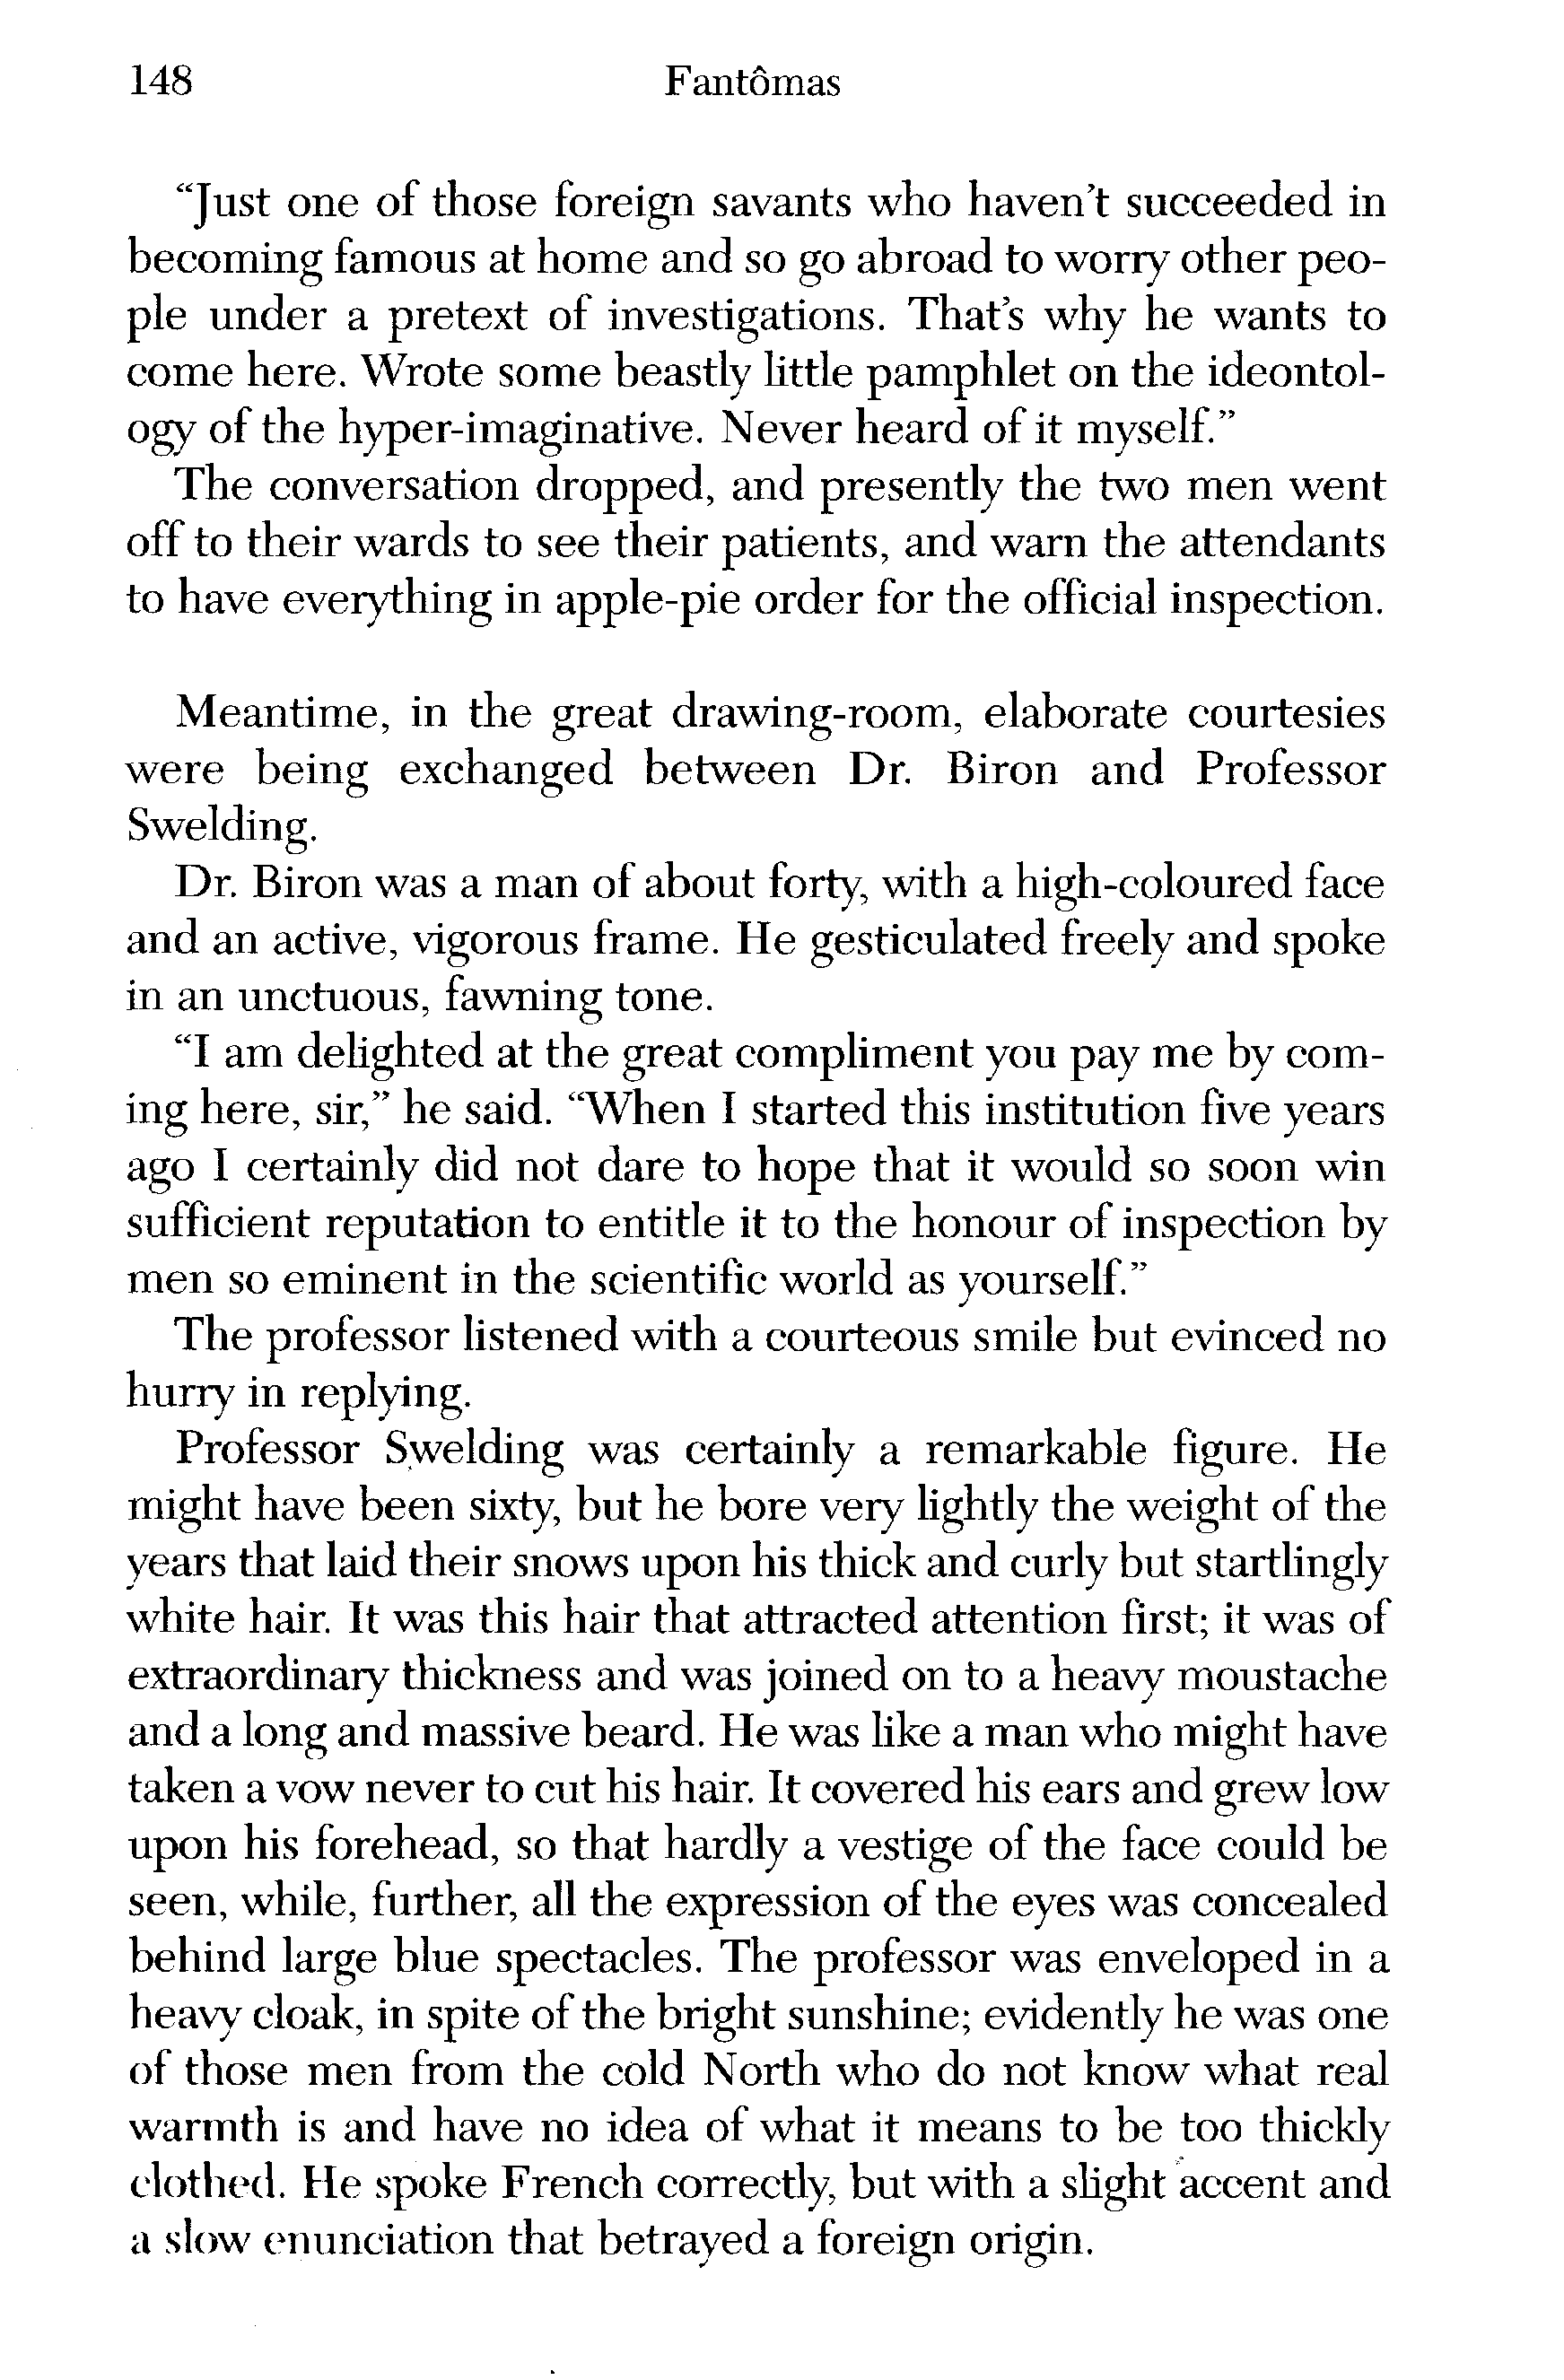 148 Fantômas
“Just one of those foreign savants who haven’t succeeded in
becoming famous at home and so go abroad to worry other peo-
ple under a pretext of investigations. That’s why he wants to
come here. Wrote some beastly little pamphlet on the ideontol-
ogy of the hyper-imaginative. Never heard of it myself.”
The conversation dropped, and presently the two men went
off to their wards to see their patients, and warn the attendants
to have everything in apple-pie order for the official inspection.
Meantime, in the great drawing-room, elaborate courtesies
were being exchanged between Dr. Biron and Professor
Swelding.
Dr. Biron was a man of about forty, with a high-coloured face
and an active, vigorous frame. He gesticulated freely and spoke
in an unctuous, fawning tone.
“I am delighted at the great compliment you pay me by com-
ing here, sir,” he said. “When I started this institution five years
ago I certainly did not dare to hope that it would so soon win
sufficient reputation to entitle it to the honour of inspection by
men so eminent in the scientific world as yourself.”
The professor listened with a courteous smile but evinced no
hurry in replying.
Professor Swelding was certainly a remarkable figure. He
might have been sixty, but he bore very lightly the weight of the
years that laid their snows upon his thick and curly but startlingly
white hair. It was this hair that attracted attention first; it was of
extraordinary thickness and was joined on to a heavy moustache
and a long and massive beard. He was like a man who might have
taken a vow never to cut his hair. It covered his ears and grew low
upon his forehead, so that hardly a vestige of the face could be
seen, while, further, all the expression of the eyes was concealed
behind large blue spectacles. The professor was enveloped in a
heavy cloak, in spite of the bright sunshine; evidently he was one
of those men from the cold North who do not know what real
warmth is and have no idea of what it means to be too thickly
clothed. He spoke French correctly, but with a slight accent and
a slow enunciation that betrayed a foreign origin.